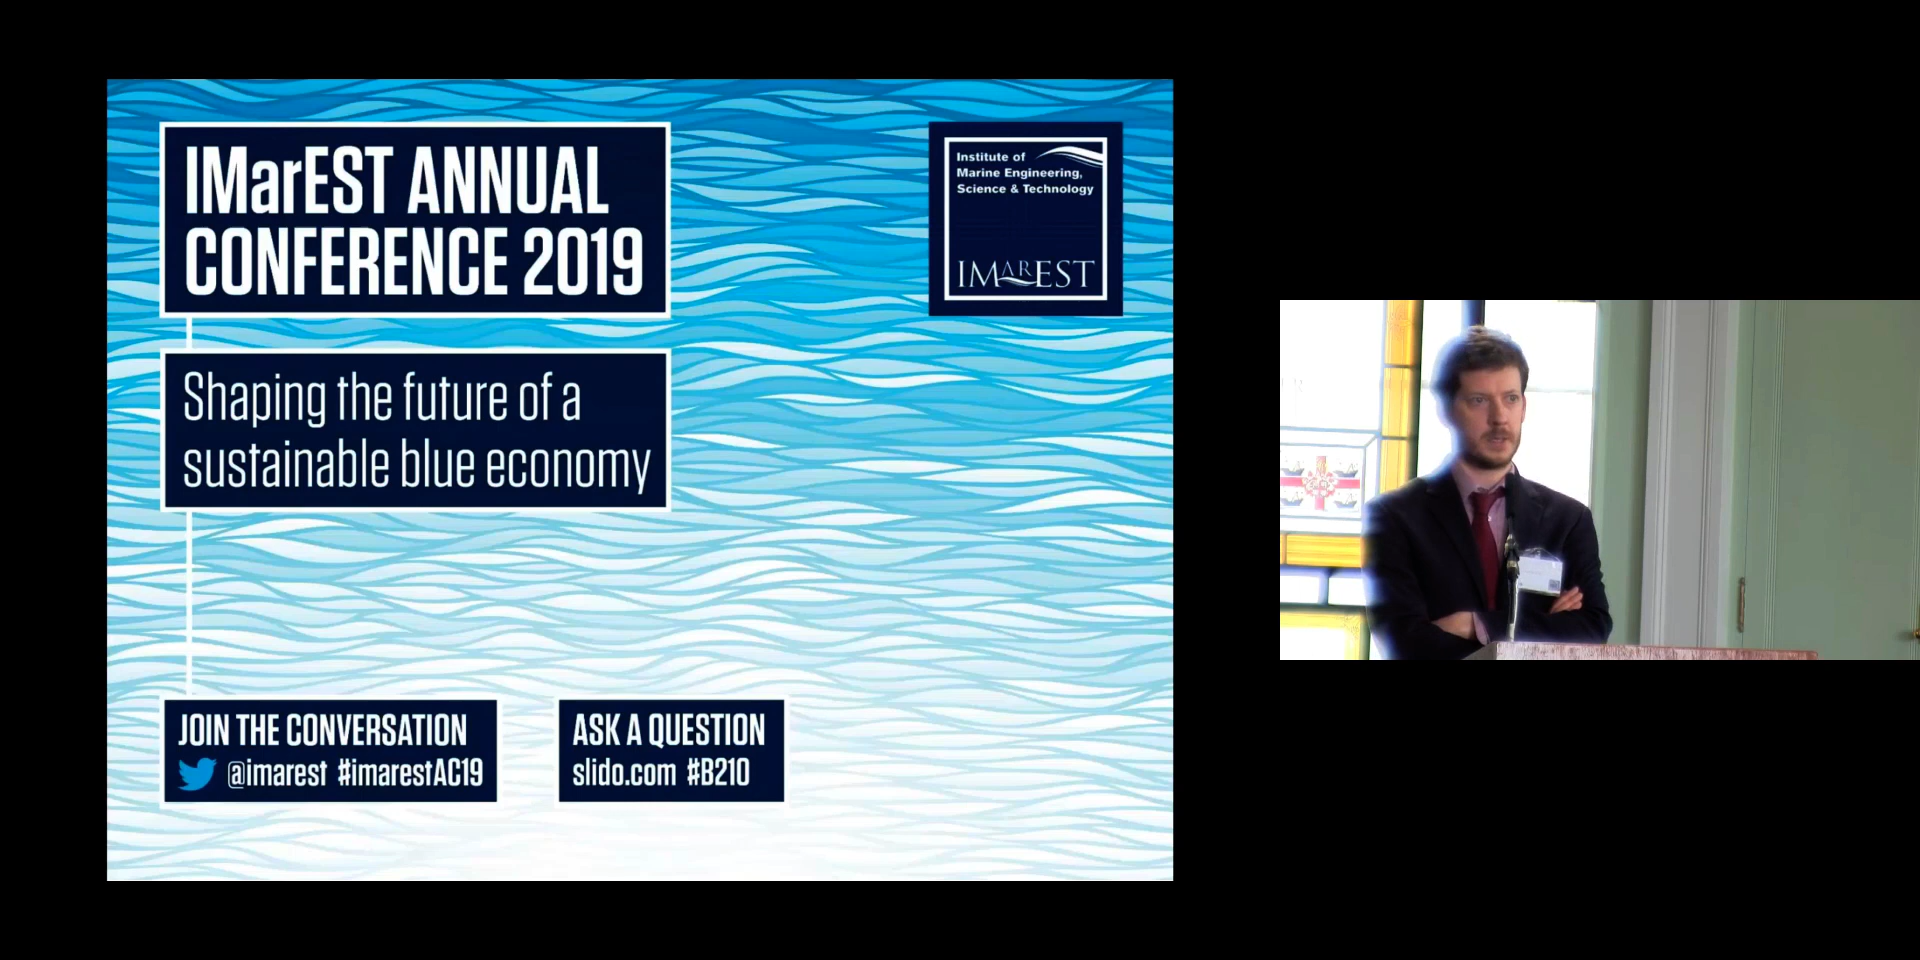 IMarEST ANNUAL
CONFERENCE 2019
Institute of
Marine Engineering,
Science & Technology
IMarEST
Shaping the future of a
sustainable blue economy
JOIN THE CONVERSATION
@imarest #imarestAC19
ASK A QUESTION
slido.com #B210